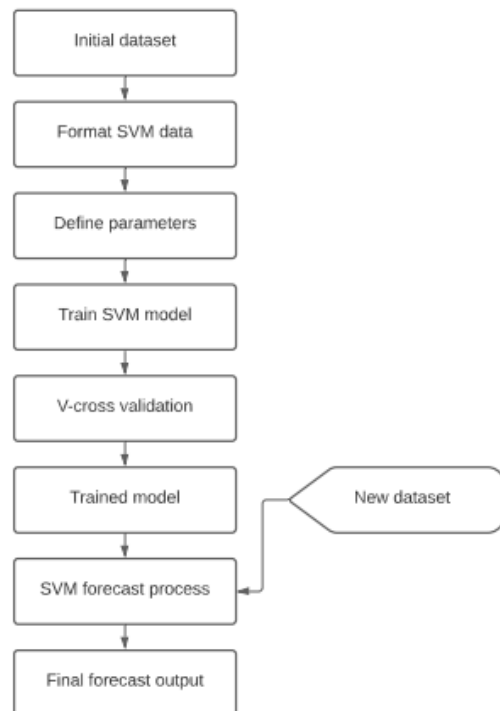 Initial dataset
Format SVM data
Define parameters
Train SVM model
V-cross validation
Trained model
New dataset
SVM forecast process
Final forecast output